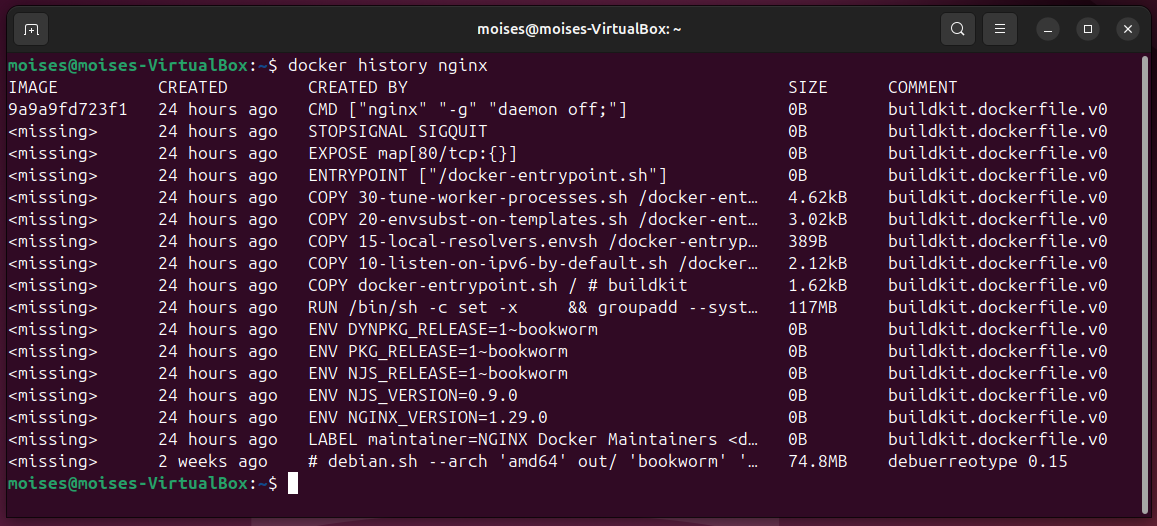 moises@moises-VirtualBox: ~
moises@moises-VirtualBox:~$ docker history nginx
IMAGE          CREATED        CREATED BY                                      SIZE      COMMENT
9a9a9fd723f1   24 hours ago   CMD ["nginx" "-g" "daemon off;"]                0B        buildkit.dockerfile.v0
<missing>      24 hours ago   STOPSIGNAL SIGQUIT                              0B        buildkit.dockerfile.v0
<missing>      24 hours ago   EXPOSE map[80/tcp:{}]                           0B        buildkit.dockerfile.v0
<missing>      24 hours ago   ENTRYPOINT ["/docker-entrypoint.sh"]            0B        buildkit.dockerfile.v0
<missing>      24 hours ago   COPY 30-tune-worker-processes.sh /docker-ent…   4.62kB    buildkit.dockerfile.v0
<missing>      24 hours ago   COPY 20-envsubst-on-templates.sh /docker-ent…   3.02kB    buildkit.dockerfile.v0
<missing>      24 hours ago   COPY 15-local-resolvers.envsh /docker-entryp…   389B      buildkit.dockerfile.v0
<missing>      24 hours ago   COPY 10-listen-on-ipv6-by-default.sh /docker…   2.12kB    buildkit.dockerfile.v0
<missing>      24 hours ago   COPY docker-entrypoint.sh / # buildkit          1.62kB    buildkit.dockerfile.v0
<missing>      24 hours ago   RUN /bin/sh -c set -x     && groupadd --syst…   117MB     buildkit.dockerfile.v0
<missing>      24 hours ago   ENV DYNPKG_RELEASE=1~bookworm                   0B        buildkit.dockerfile.v0
<missing>      24 hours ago   ENV PKG_RELEASE=1~bookworm                      0B        buildkit.dockerfile.v0
<missing>      24 hours ago   ENV NJS_RELEASE=1~bookworm                      0B        buildkit.dockerfile.v0
<missing>      24 hours ago   ENV NJS_VERSION=0.9.0                           0B        buildkit.dockerfile.v0
<missing>      24 hours ago   ENV NGINX_VERSION=1.29.0                        0B        buildkit.dockerfile.v0
<missing>      24 hours ago   LABEL maintainer=NGINX Docker Maintainers <d…   0B        buildkit.dockerfile.v0
<missing>      2 weeks ago    # debian.sh --arch 'amd64' out/ 'bookworm' '…   74.8MB    debuerreotype 0.15
moises@moises-VirtualBox:~$